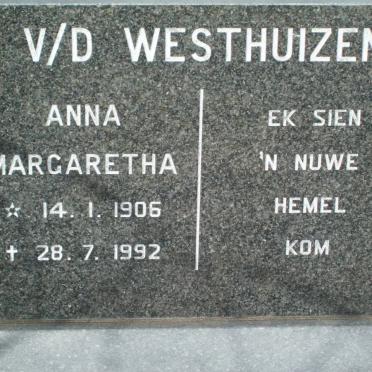 V/D WESTHUIZEN
ANNA
MARGARETHA
☆ 14. 1. 1906
✝ 28. 7. 1992
EK SIEN
'N NUWE
HEMEL
KOM